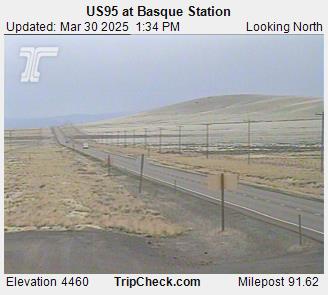 US95 at Basque Station
Updated: Mar 30 2025 1:34 PM Looking North
Elevation 4460 TripCheck.com Milepost 91.62